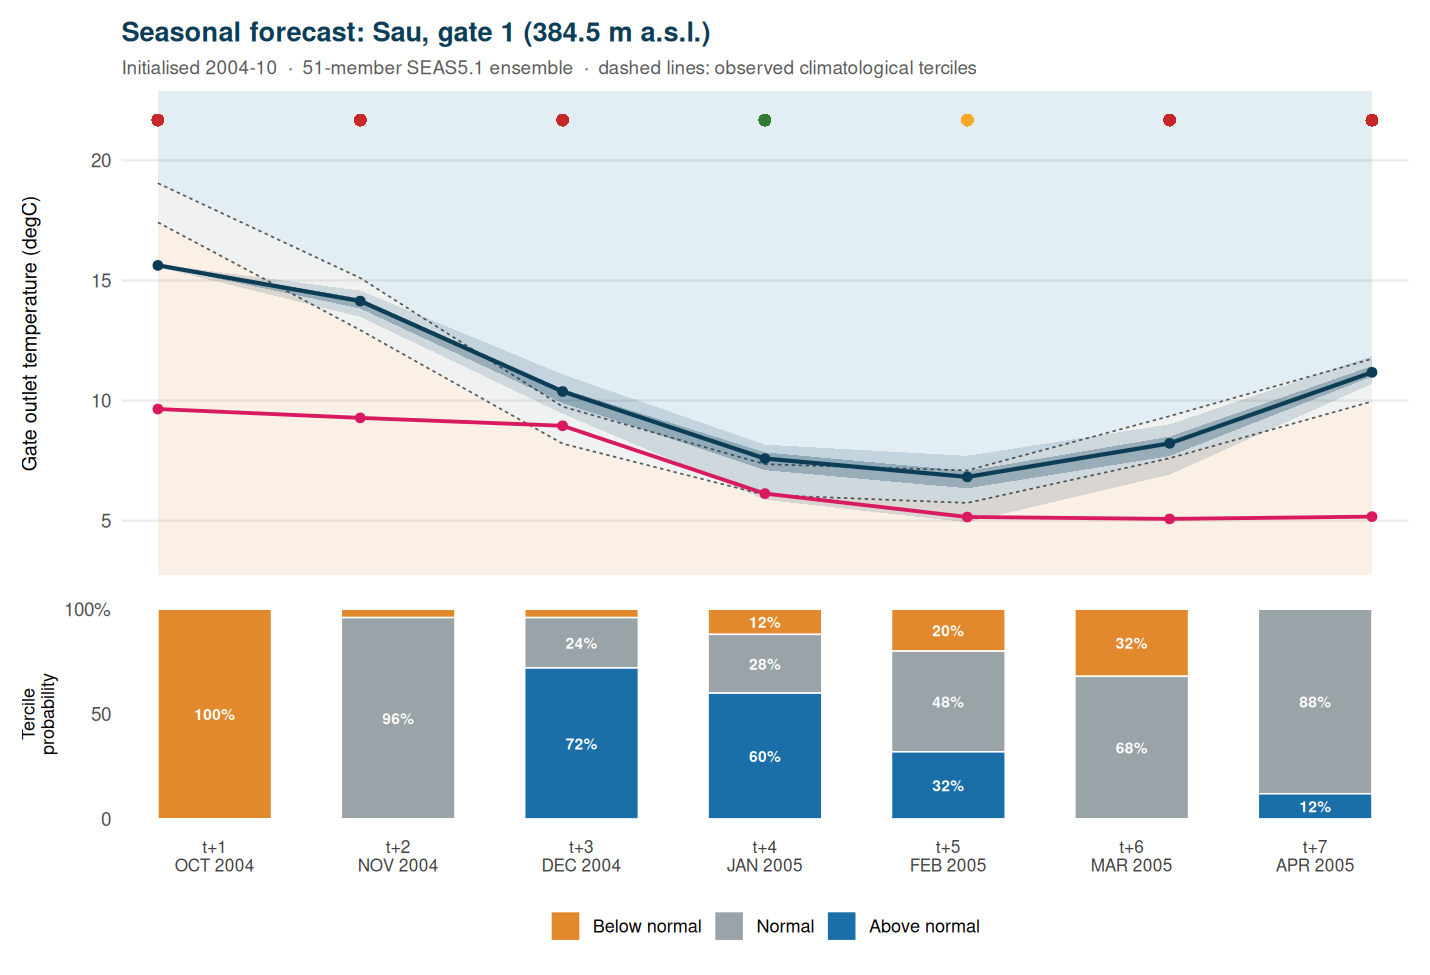 Seasonal forecast: Sau, gate 1 (384.5 m a.s.l.)
Initialised 2004-10 · 51-member SEAS5.1 ensemble · dashed lines: observed climatological terciles
Gate outlet temperature (degC)
20
15
10
5
Tercile
probability
100%
50
0
100%
96%
24%
72%
12%
28%
60%
20%
48%
32%
32%
68%
88%
12%
t+1
OCT 2004
t+2
NOV 2004
t+3
DEC 2004
t+4
JAN 2005
t+5
FEB 2005
t+6
MAR 2005
t+7
APR 2005
Below normal
Normal
Above normal